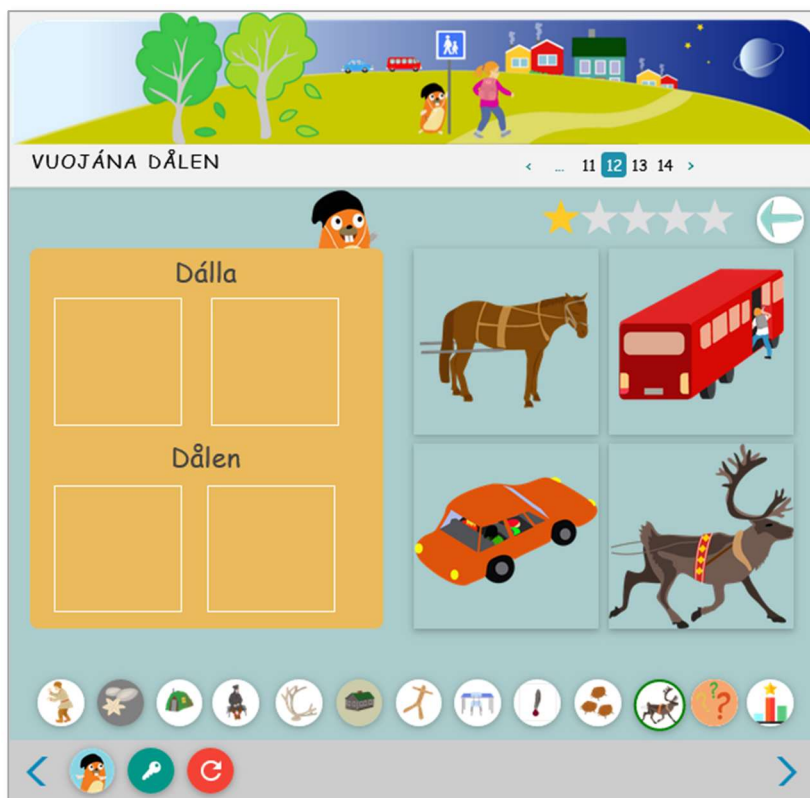 VUOJÁNA DÅLEN
‹ ... 11 12 13 14 ›
Dálla
Dålen
? ? ?